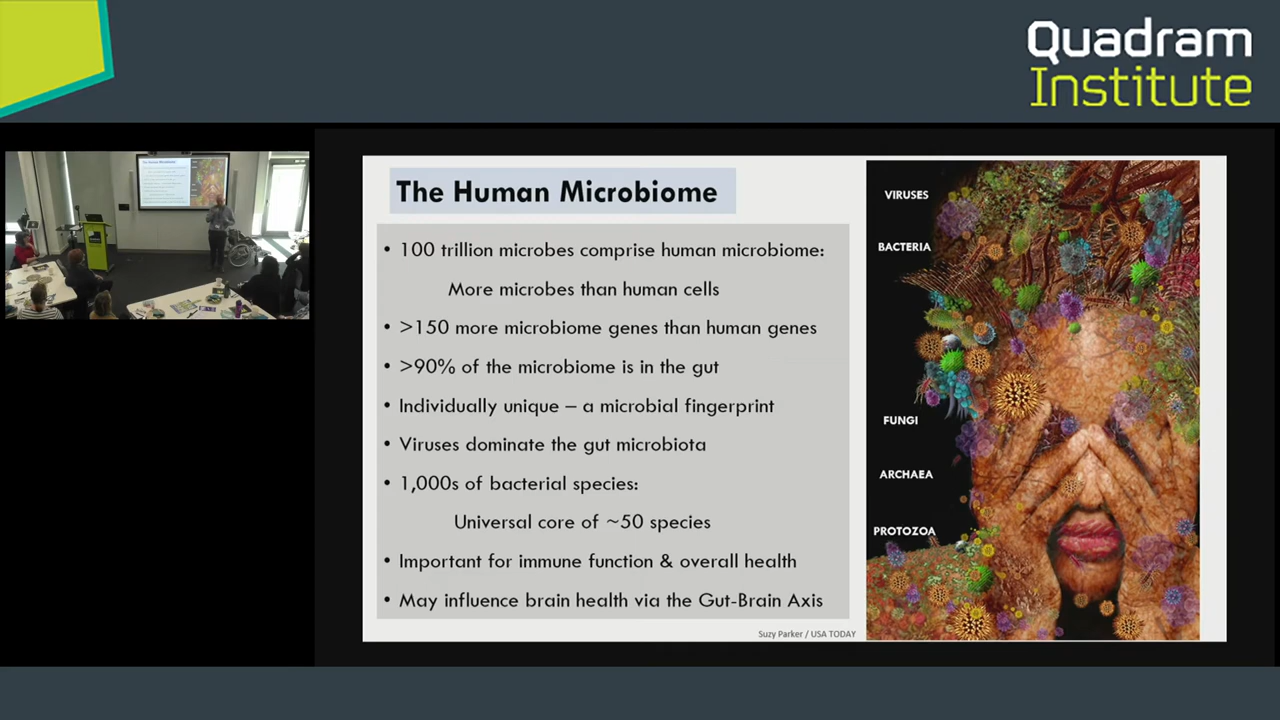 Quadram
Institute
The Human Microbiome
• 100 trillion microbes comprise human microbiome:
More microbes than human cells
• >150 more microbiome genes than human genes
• >90% of the microbiome is in the gut
• Individually unique – a microbial fingerprint
• Viruses dominate the gut microbiota
• 1,000s of bacterial species:
Universal core of ~50 species
• Important for immune function & overall health
• May influence brain health via the Gut-Brain Axis
Suzy Parker / USA TODAY
VIRUSES
BACTERIA
FUNGI
ARCHAEA
PROTOZOA